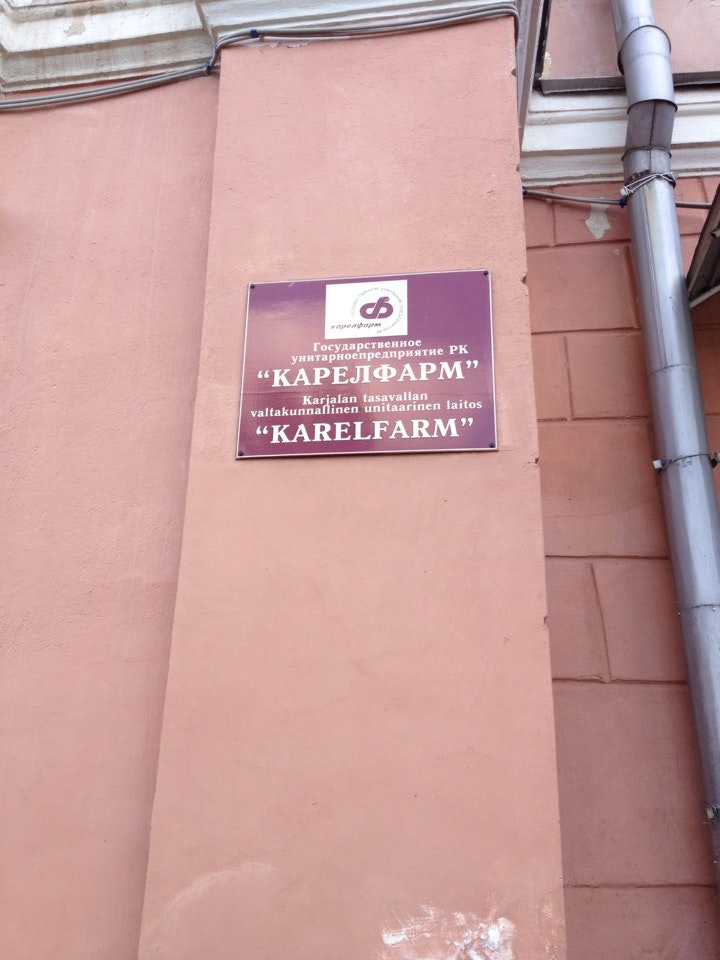 карелфарм
Государственное
унитарноепредприятие РК
“КАРЕЛФАРМ”
Karjalan tasavallan
valtakunnallinen unitaarinen laitos
“KARELFARM”